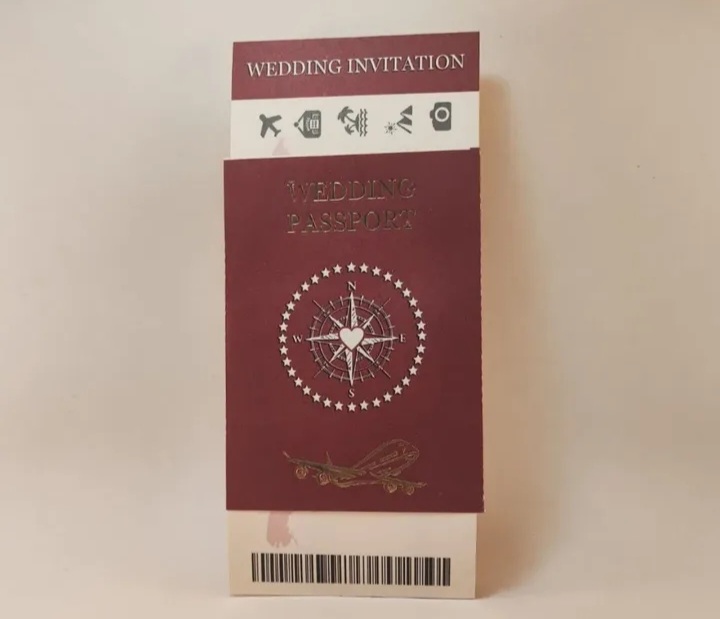 WEDDING INVITATION
WEDDING
PASSPORT
N
W E
S